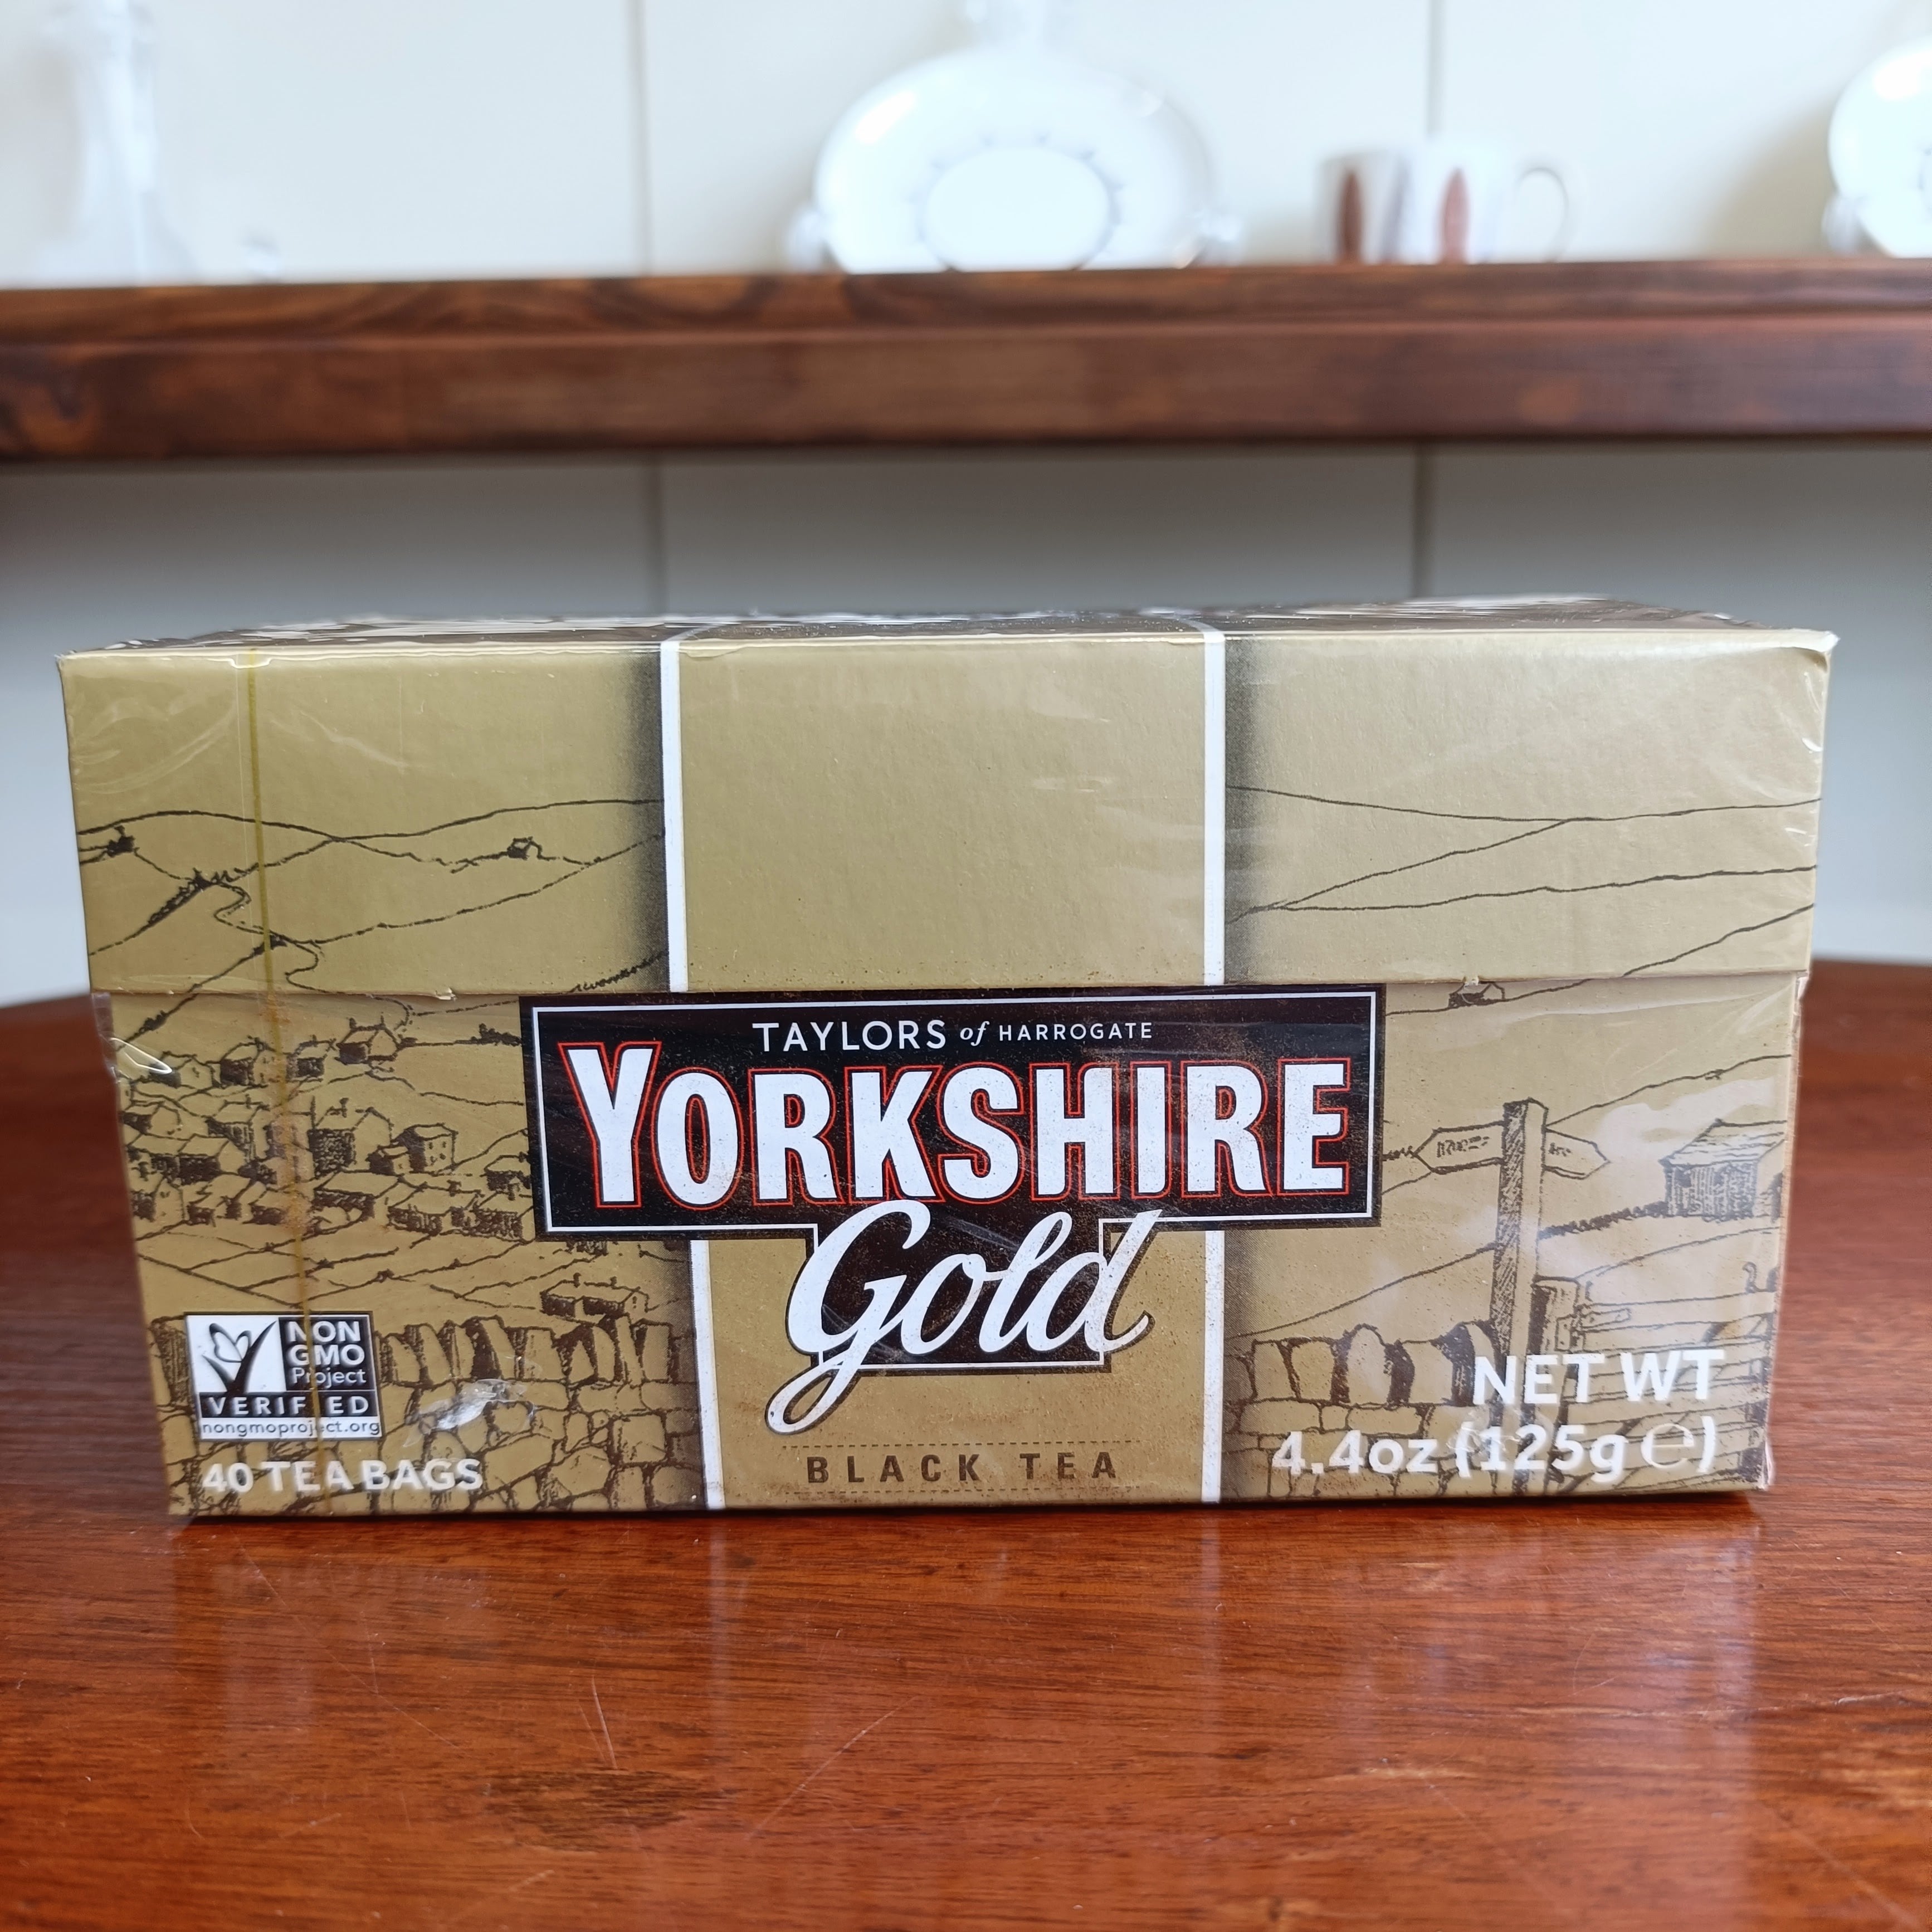 TAYLORS of HARROGATE
YORKSHIRE
Gold
BLACK TEA
NON
GMO
Project
VERIFIED
nongmoproject.org
40 TEA BAGS
NET WT
4.4oz (125g ℮)